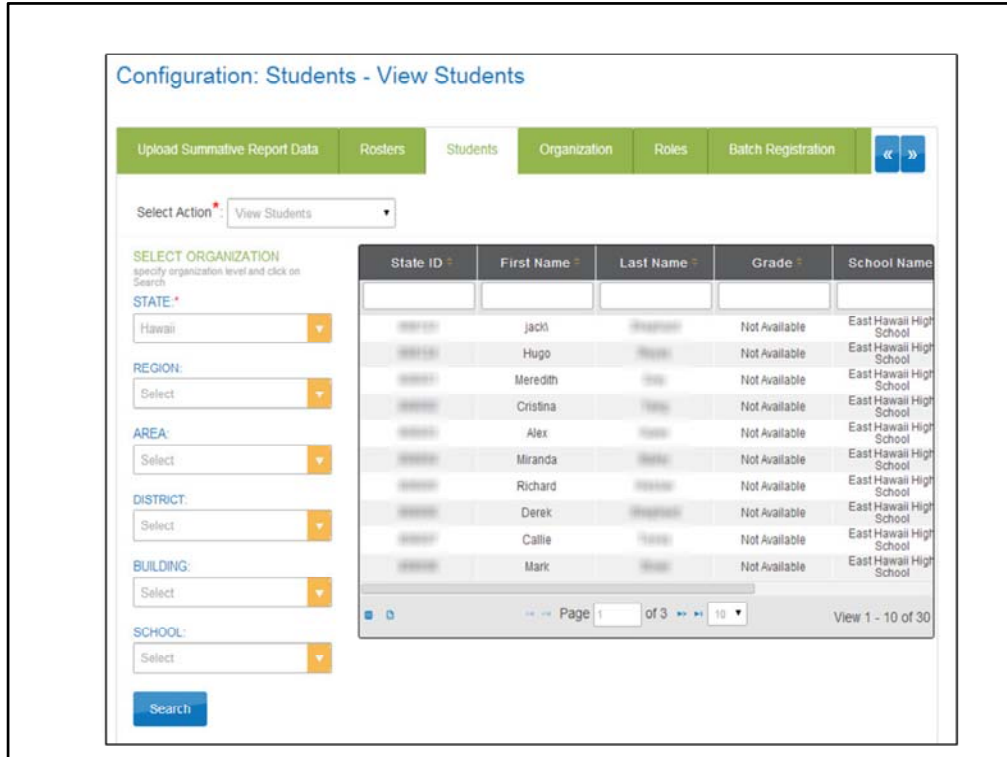 Configuration: Students - View Students
Upload Summative Report Data Rosters Students Organization Roles Batch Registration « »
Select Action*: View Students
SELECT ORGANIZATION
specify organization level and click on
Search
STATE:*
Hawaii
REGION:
Select
AREA:
Select
DISTRICT:
Select
BUILDING:
Select
SCHOOL:
Select
Search
State ID First Name Last Name Grade School Name
jack\ Not Available East Hawaii High
School
Hugo Not Available East Hawaii High
School
Meredith Not Available East Hawaii High
School
Cristina Not Available East Hawaii High
School
Alex Not Available East Hawaii High
School
Miranda Not Available East Hawaii High
School
Richard Not Available East Hawaii High
School
Derek Not Available East Hawaii High
School
Callie Not Available East Hawaii High
School
Mark Not Available East Hawaii High
School
Page 1 of 3 10 View 1 - 10 of 30